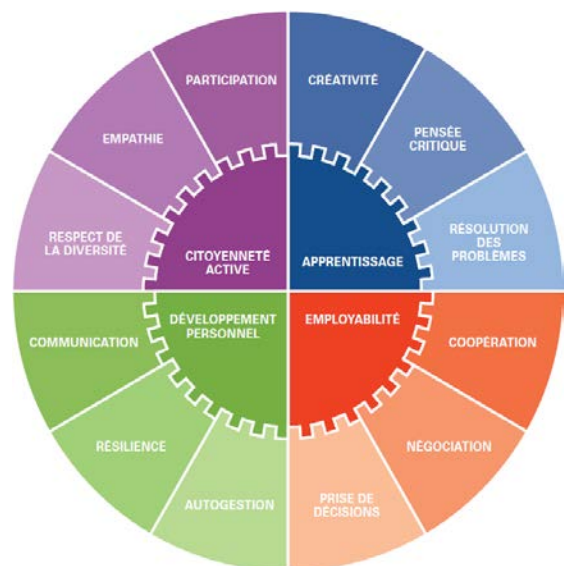 PARTICIPATION
CRÉATIVITÉ
EMPATHIE
PENSÉE
CRITIQUE
RESPECT DE
LA DIVERSITÉ
CITOYENNETÉ
ACTIVE
APPRENTISSAGE
RÉSOLUTION
DES
PROBLÈMES
COMMUNICATION
DÉVELOPPEMENT
PERSONNEL
EMPLOYABILITÉ
COOPÉRATION
RÉSILIENCE
NÉGOCIATION
AUTOGESTION
PRISE DE
DÉCISIONS